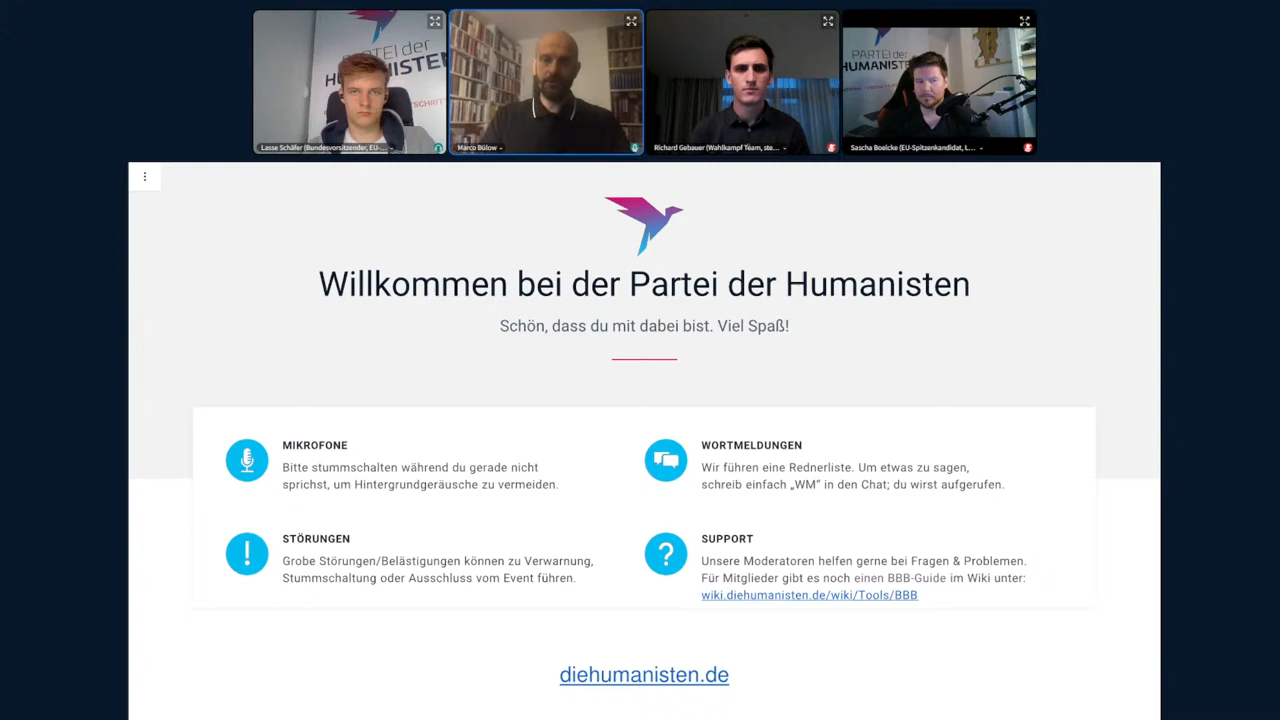 PARTEI der
HUMANISTEN
TSCHRITT
PARTEI der
HUMANISTEN
Lasse Schäfer (Bundesvorsitzender, EU-...
Marco Bülow
Richard Gebauer (Wahlkampf Team, ste...
Sascha Boelcke (EU-Spitzenkandidat, L...
Willkommen bei der Partei der Humanisten
Schön, dass du mit dabei bist. Viel Spaß!
MIKROFONE
Bitte stummschalten während du gerade nicht
sprichst, um Hintergrundgeräusche zu vermeiden.
WORTMELDUNGEN
Wir führen eine Rednerliste. Um etwas zu sagen,
schreib einfach „WM“ in den Chat; du wirst aufgerufen.
STÖRUNGEN
Grobe Störungen/Belästigungen können zu Verwarnung,
Stummschaltung oder Ausschluss vom Event führen.
SUPPORT
Unsere Moderatoren helfen gerne bei Fragen & Problemen.
Für Mitglieder gibt es noch einen BBB-Guide im Wiki unter:
wiki.diehumanisten.de/wiki/Tools/BBB
diehumanisten.de